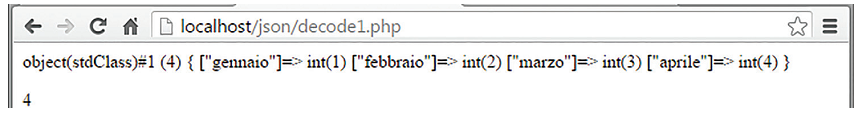 localhost/json/decode1.php
object(stdClass)#1 (4) { ["gennaio"]=> int(1) ["febbraio"]=> int(2) ["marzo"]=> int(3) ["aprile"]=> int(4) }
4